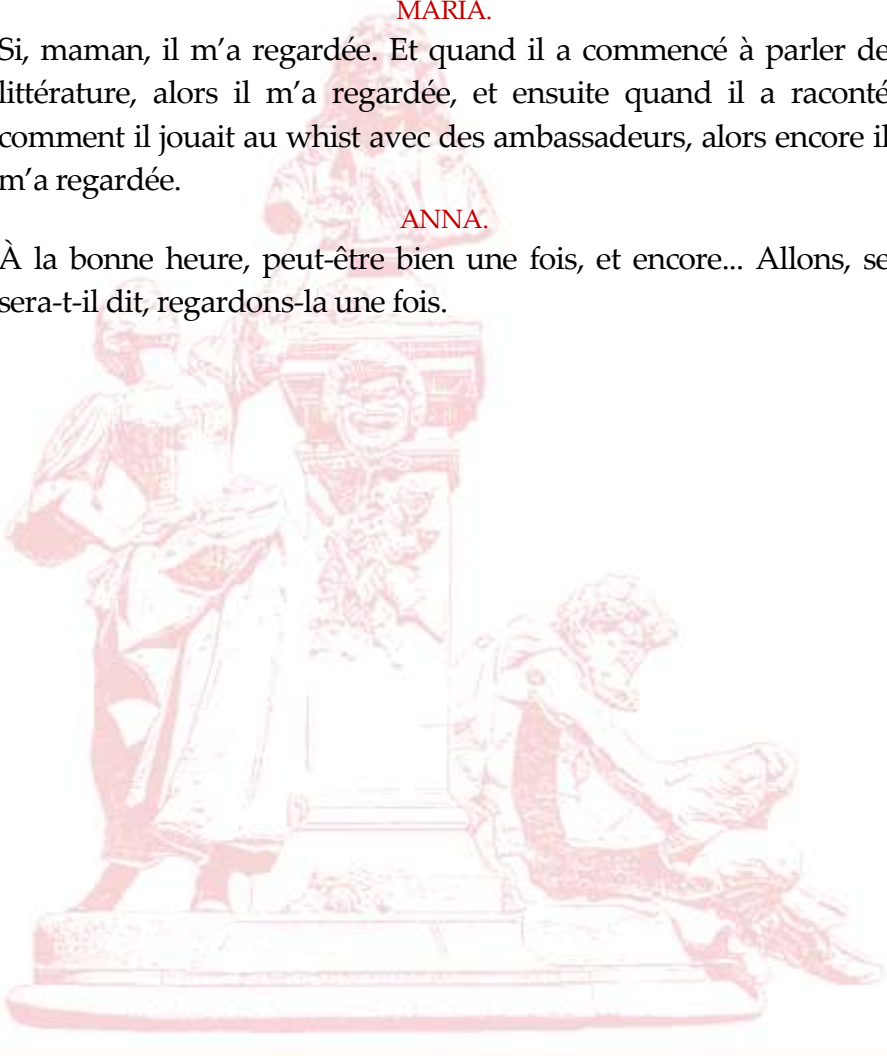 MARIA.
Si, maman, il m’a regardée. Et quand il a commencé à parler de
littérature, alors il m’a regardée, et ensuite quand il a raconté
comment il jouait au whist avec des ambassadeurs, alors encore il
m’a regardée.
ANNA.
À la bonne heure, peut-être bien une fois, et encore... Allons, se
sera-t-il dit, regardons-la une fois.